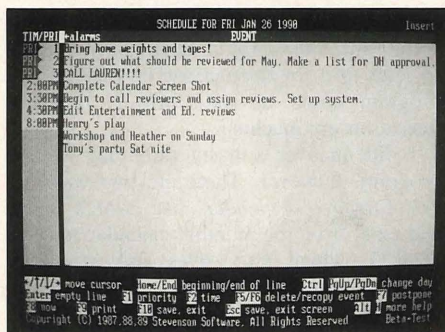 SCHEDULE FOR FRI JAN 26 1990
Insert
TIM/PRI ←alarms EVENT
PRI► 1 Bring home weights and tapes!
PRI► 2 Figure out what should be reviewed for May. Make a list for DH approval.
PRI► 3 CALL LAUREN!!!!
2:00PM Complete Calendar Screen Shot
3:30PM Begin to call reviewers and assign reviews. Set up system.
4:30PM Edit Entertainment and Ed. reviews
8:00PM Henry's play
Workshop and Heather on Sunday
Tony's party Sat nite
move cursor Home/End beginning/end of line Ctrl PgUp/PgDn change day
Enter empty line F1 priority F2 time F5/F6 delete/recopy event F7 postpone
F8 now F9 print F10 save, exit Esc save, exit screen Alt H more help
Copyright (C) 1987,88,89 Stevenson Software, All Rights Reserved Beta-Test